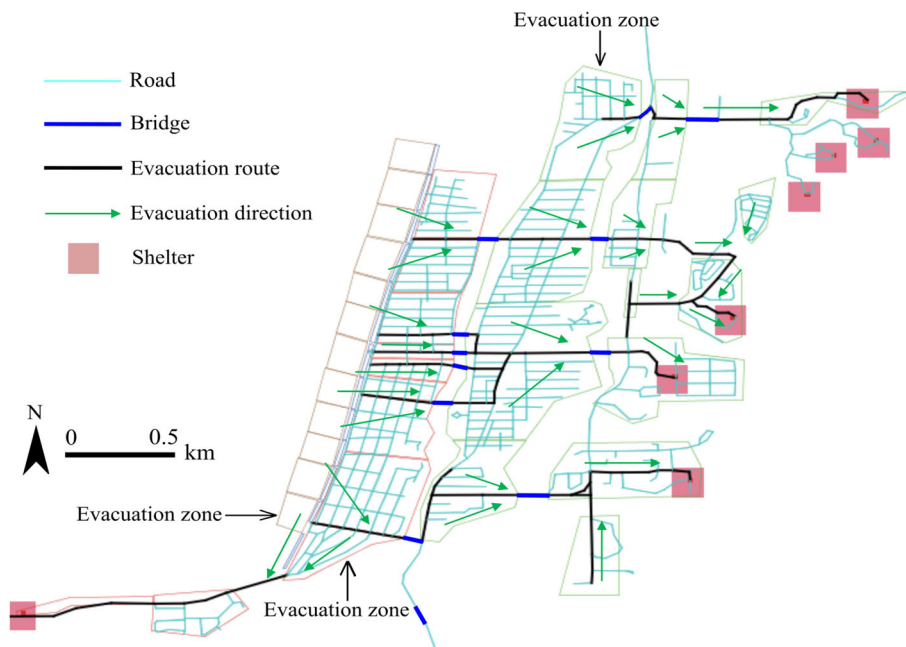 Evacuation zone
Road
Bridge
Evacuation route
Evacuation direction
Shelter
N
0 0.5
km
Evacuation zone
Evacuation zone